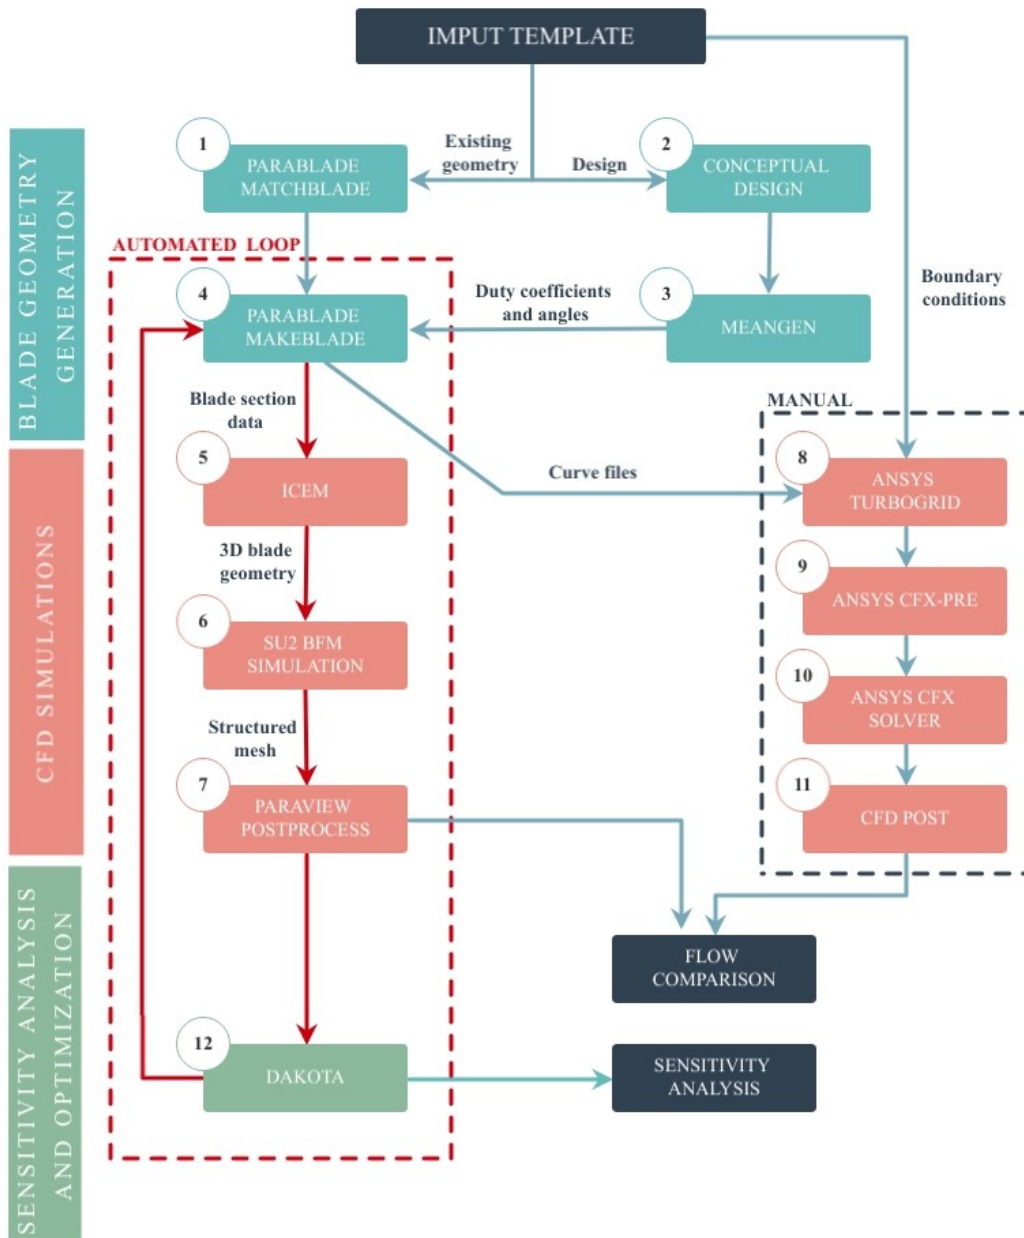 IMPUT TEMPLATE
BLADE GEOMETRY
GENERATION
1
PARABLADE
MATCHBLADE
Existing
geometry
Design
2
CONCEPTUAL
DESIGN
AUTOMATED LOOP
4
PARABLADE
MAKEBLADE
Duty coefficients
and angles
3
MEANGEN
Boundary
conditions
Blade section
data
MANUAL
CFD SIMULATIONS
5
ICEM
Curve files
8
ANSYS
TURBOGRID
3D blade
geometry
9
ANSYS CFX-PRE
6
SU2 BFM
SIMULATION
10
ANSYS CFX
SOLVER
Structured
mesh
7
PARAVIEW
POSTPROCESS
11
CFD POST
SENSITIVITY ANALYSIS
AND OPTIMIZATION
FLOW
COMPARISON
12
DAKOTA
SENSITIVITY
ANALYSIS